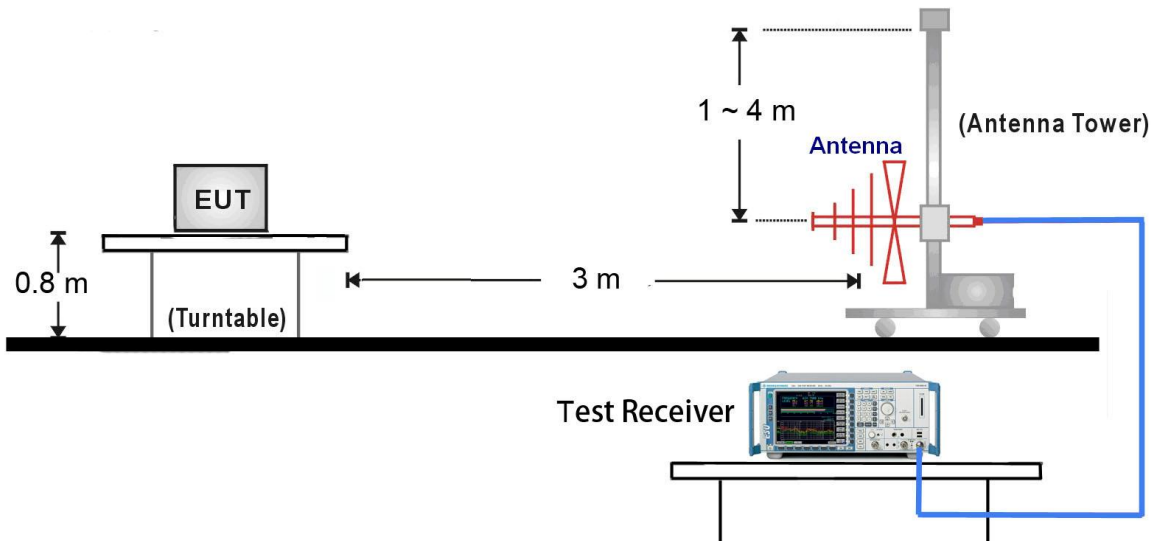 1 ~ 4 m
(Antenna Tower)
Antenna
EUT
0.8 m
3 m
(Turntable)
Test Receiver